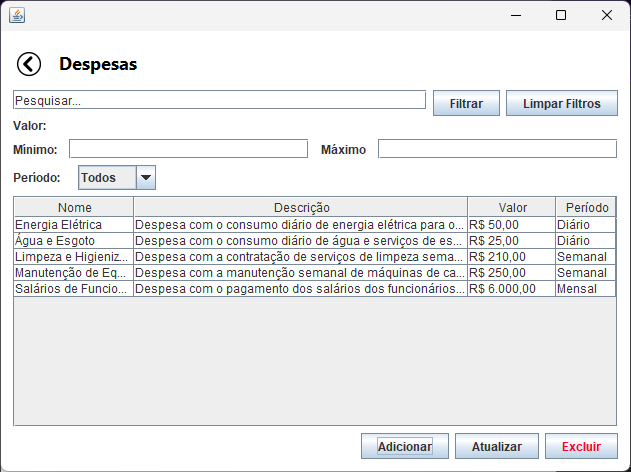 Despesas
Pesquisar... Filtrar Limpar Filtros
Valor:
Mínimo: Máximo
Período: Todos
Nome Descrição Valor Período
Energia Elétrica Despesa com o consumo diário de energia elétrica para o... R$ 50,00 Diário
Água e Esgoto Despesa com o consumo diário de água e serviços de es... R$ 25,00 Diário
Limpeza e Higieniz... Despesa com a contratação de serviços de limpeza sema... R$ 210,00 Semanal
Manutenção de Eq... Despesa com a manutenção semanal de máquinas de ca... R$ 250,00 Semanal
Salários de Funcio... Despesa com o pagamento dos salários dos funcionários... R$ 6.000,00 Mensal
Adicionar Atualizar Excluir